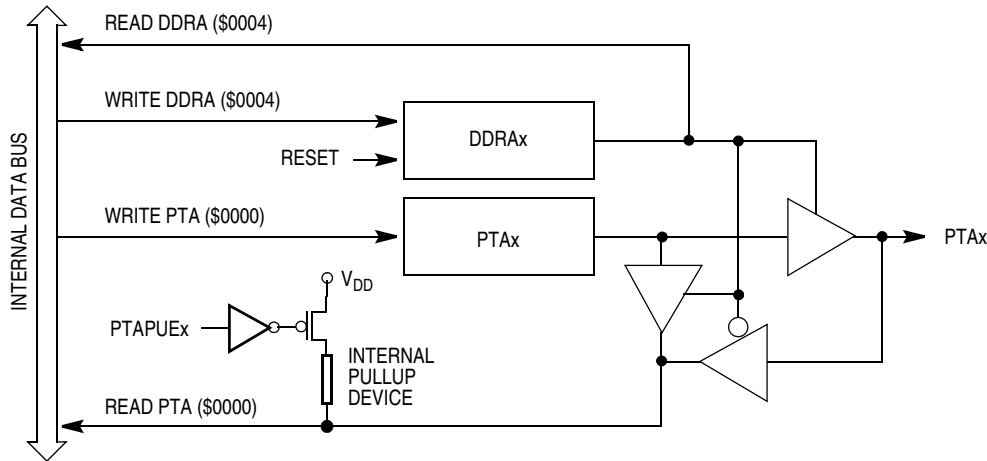 READ DDRA ($0004)
WRITE DDRA ($0004)
DDRAx
RESET
INTERNAL DATA BUS
WRITE PTA ($0000)
PTAx
PTAx
VDD
PTAPUEx
INTERNAL
PULLUP
DEVICE
READ PTA ($0000)